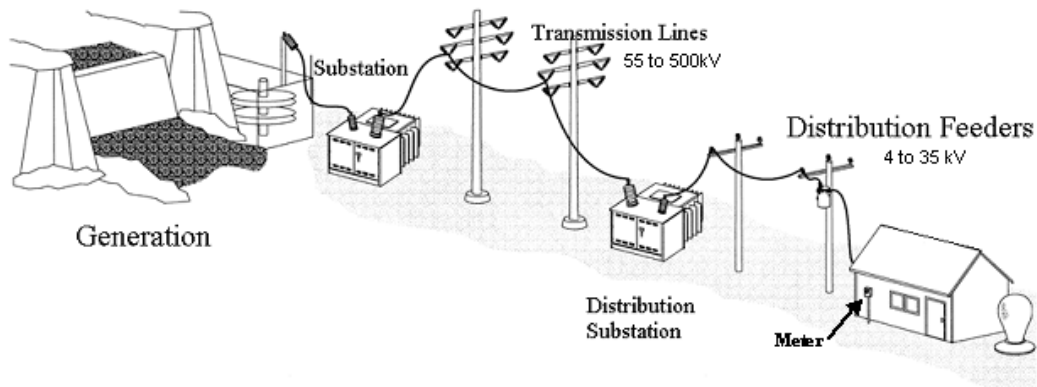 Transmission Lines
55 to 500kV
Substation
Distribution Feeders
4 to 35 kV
Generation
Distribution
Substation
Meter